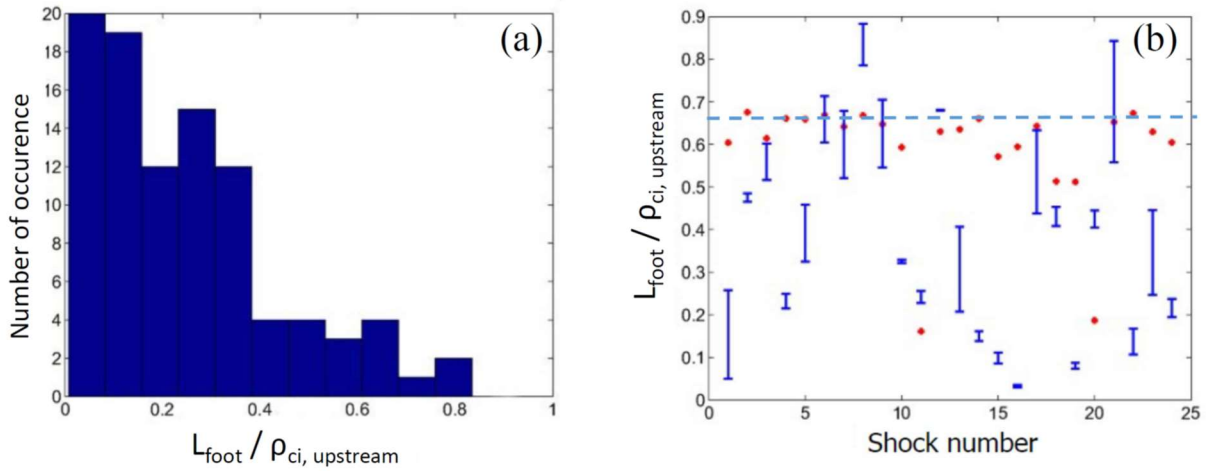 (a)
Number of occurence
20
18
16
14
12
10
8
6
4
2
0
0 0.2 0.4 0.6 0.8 1
L_foot / ρ_ci, upstream
(b)
L_foot / ρ_ci, upstream
0.9
0.8
0.7
0.6
0.5
0.4
0.3
0.2
0.1
0
0 5 10 15 20 25
Shock number